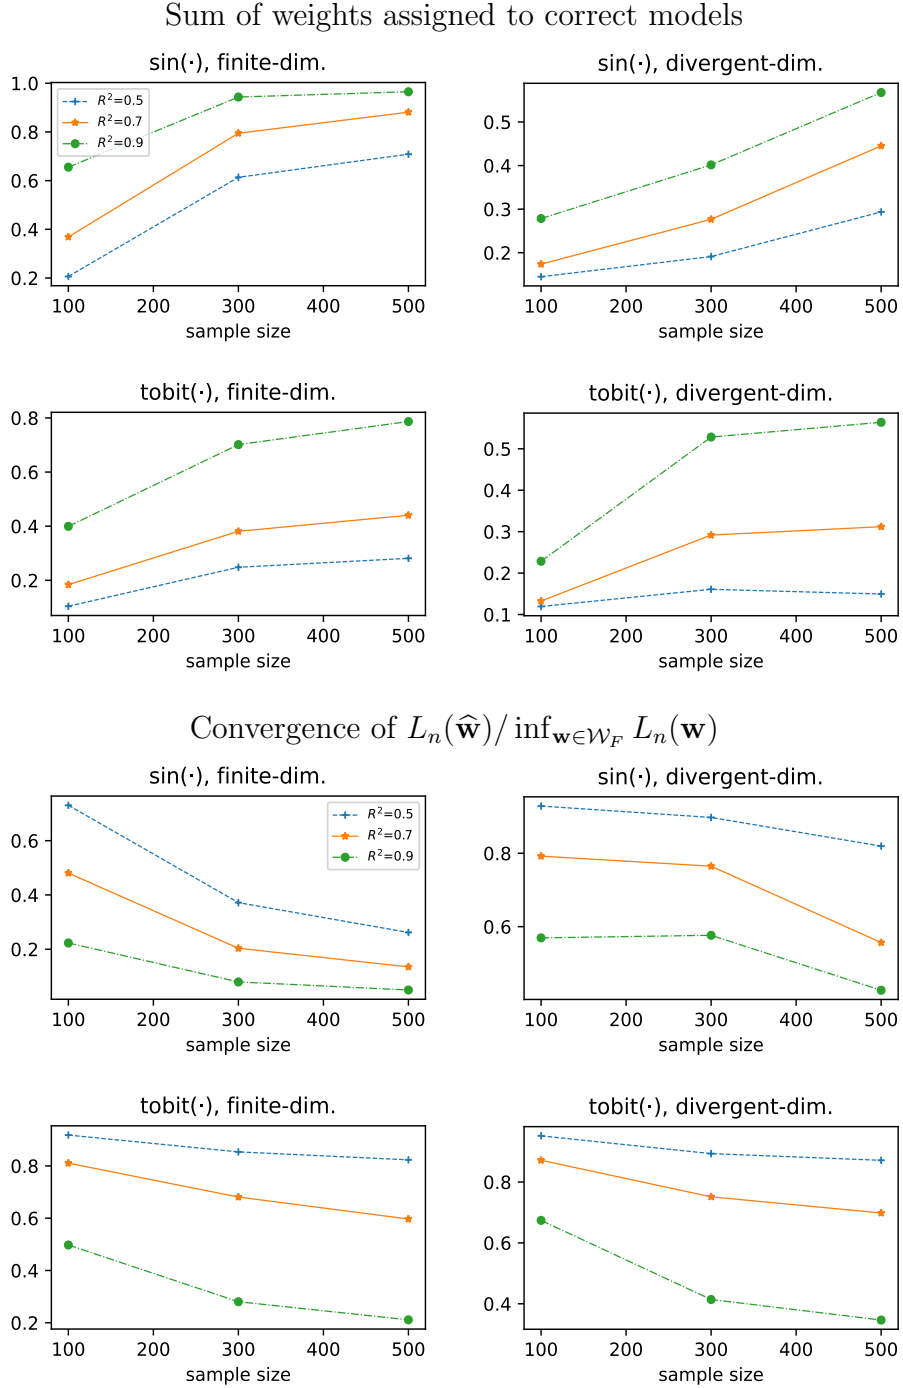 Sum of weights assigned to correct models
sin(·), finite-dim.
1.0
0.8
0.6
0.4
0.2
R²=0.5
R²=0.7
R²=0.9
100 200 300 400 500
sample size
sin(·), divergent-dim.
0.5
0.4
0.3
0.2
100 200 300 400 500
sample size
tobit(·), finite-dim.
0.8
0.6
0.4
0.2
100 200 300 400 500
sample size
tobit(·), divergent-dim.
0.5
0.4
0.3
0.2
0.1
100 200 300 400 500
sample size
Convergence of Lₙ(ŵ)/ inf_{w∈𝒲_F} Lₙ(w)
sin(·), finite-dim.
0.6
0.4
0.2
R²=0.5
R²=0.7
R²=0.9
100 200 300 400 500
sample size
sin(·), divergent-dim.
0.8
0.6
100 200 300 400 500
sample size
tobit(·), finite-dim.
0.8
0.6
0.4
0.2
100 200 300 400 500
sample size
tobit(·), divergent-dim.
0.8
0.6
0.4
100 200 300 400 500
sample size